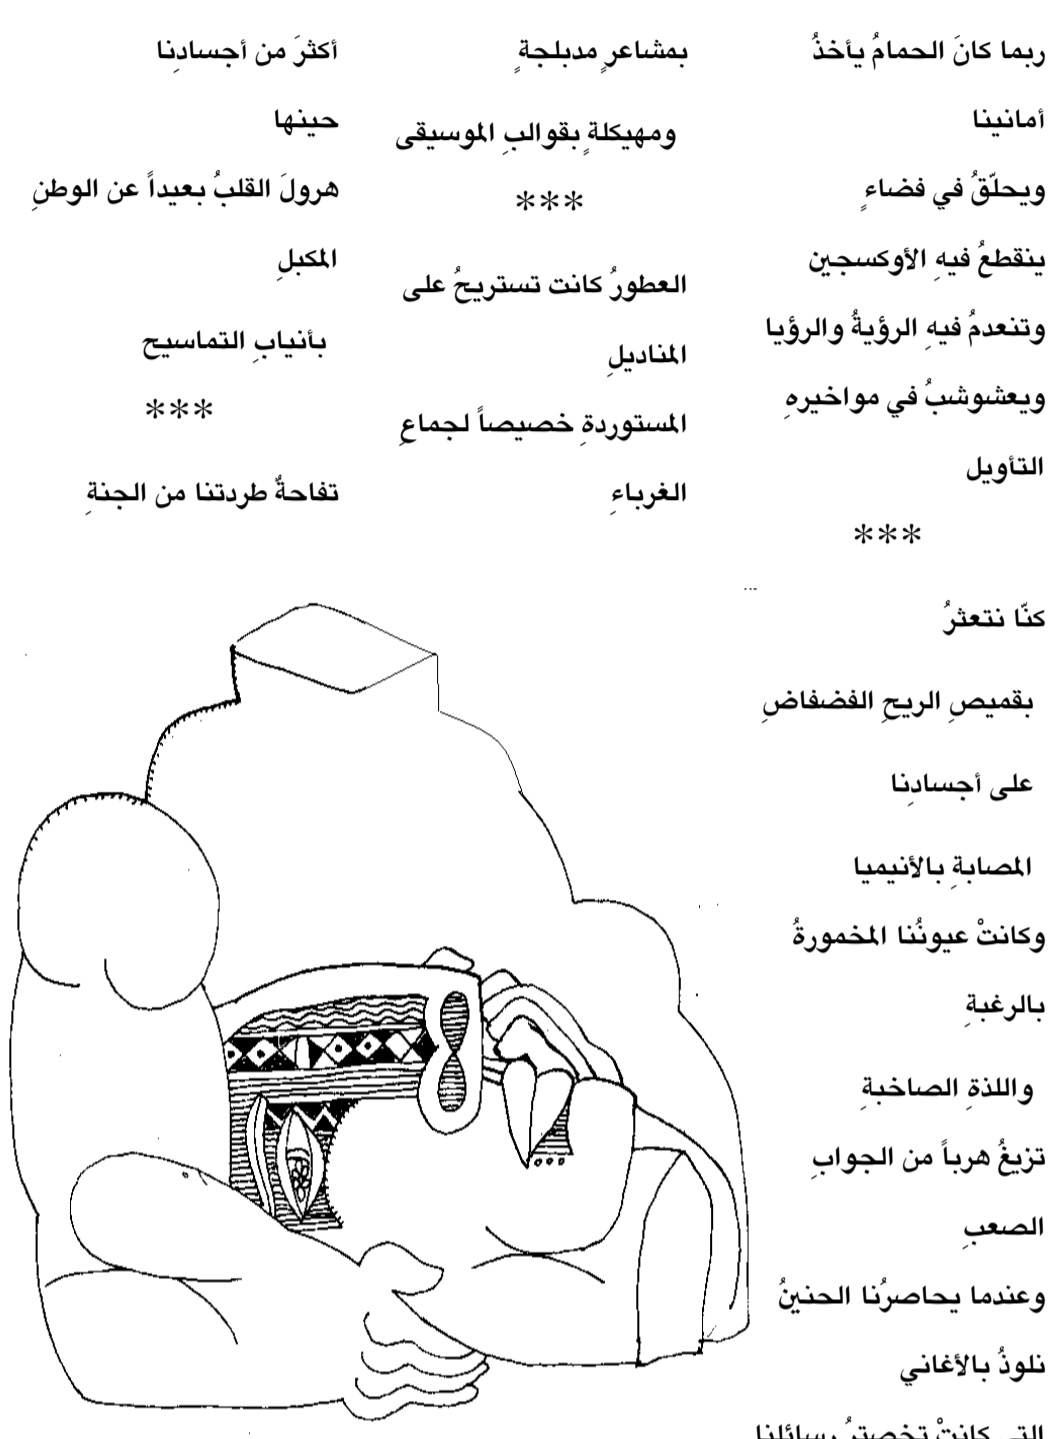 ربما كانَ الحمامُ يأخذُ
أمانينا
ويحلّقُ في فضاءٍ
ينقطعُ فيهِ الأوكسجين
وتنعدمُ فيهِ الرؤيةُ والرؤيا
ويعشوشبُ في مواخيرهِ
التأويل
***
كنّا نتعثرُ
بقميصِ الريحِ الفضفاضِ
على أجسادِنا
المصابةِ بالأنيميا
وكانتْ عيونُنا المخمورةُ
بالرغبةِ
واللذةِ الصاخبةِ
تزيغُ هرباً من الجوابِ
الصعبِ
وعندما يحاصرُنا الحنينُ
نلوذُ بالأغاني
التي كانتْ تختصرُ رسائلنا
بمشاعرٍ مدبلجةٍ
ومهيكلةٍ بقوالبِ الموسيقى
***
العطورُ كانت تستريحُ على
المناديلِ
المستوردةِ خصيصاً لجماعِ
الغرباءِ
أكثرَ من أجسادِنا
حينها
هرولَ القلبُ بعيداً عن الوطنِ
المكبلِ
بأنيابِ التماسيح
***
تفاحةٌ طردتنا من الجنةِ